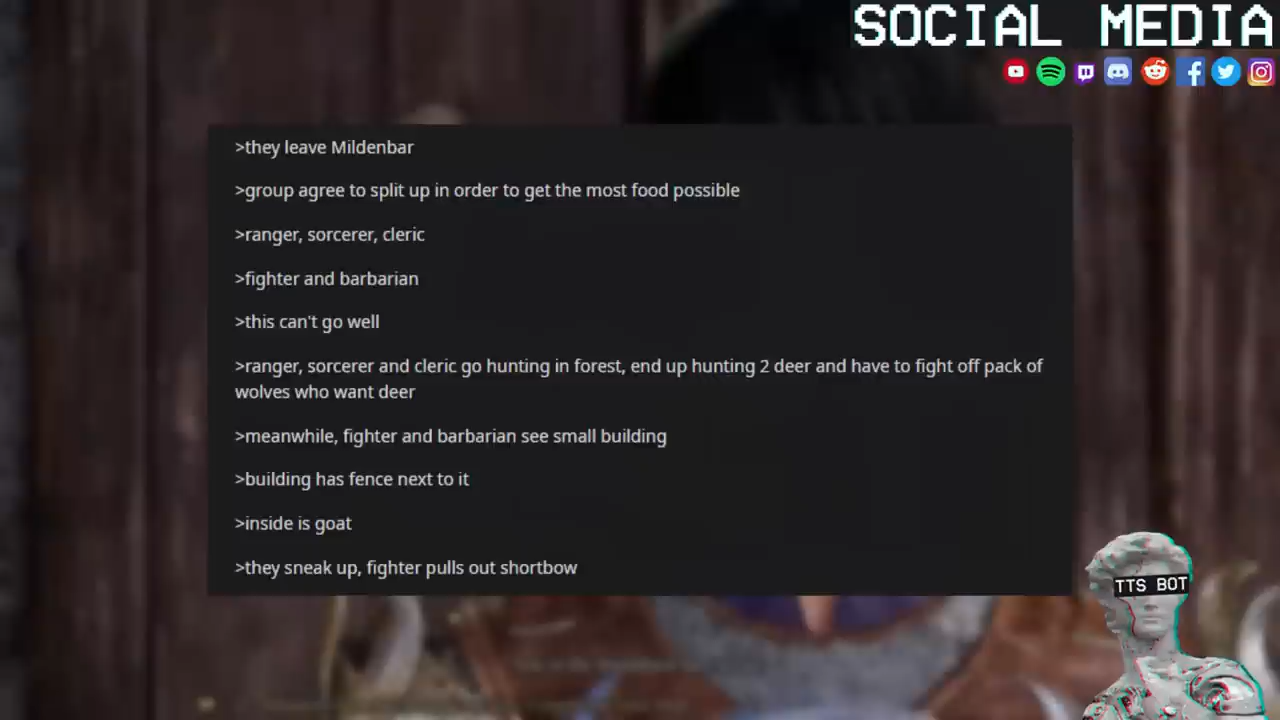 SOCIAL MEDIA
>they leave Mildenbar
>group agree to split up in order to get the most food possible
>ranger, sorcerer, cleric
>fighter and barbarian
>this can't go well
>ranger, sorcerer and cleric go hunting in forest, end up hunting 2 deer and have to fight off pack of
wolves who want deer
>meanwhile, fighter and barbarian see small building
>building has fence next to it
>inside is goat
>they sneak up, fighter pulls out shortbow
TTS BOT